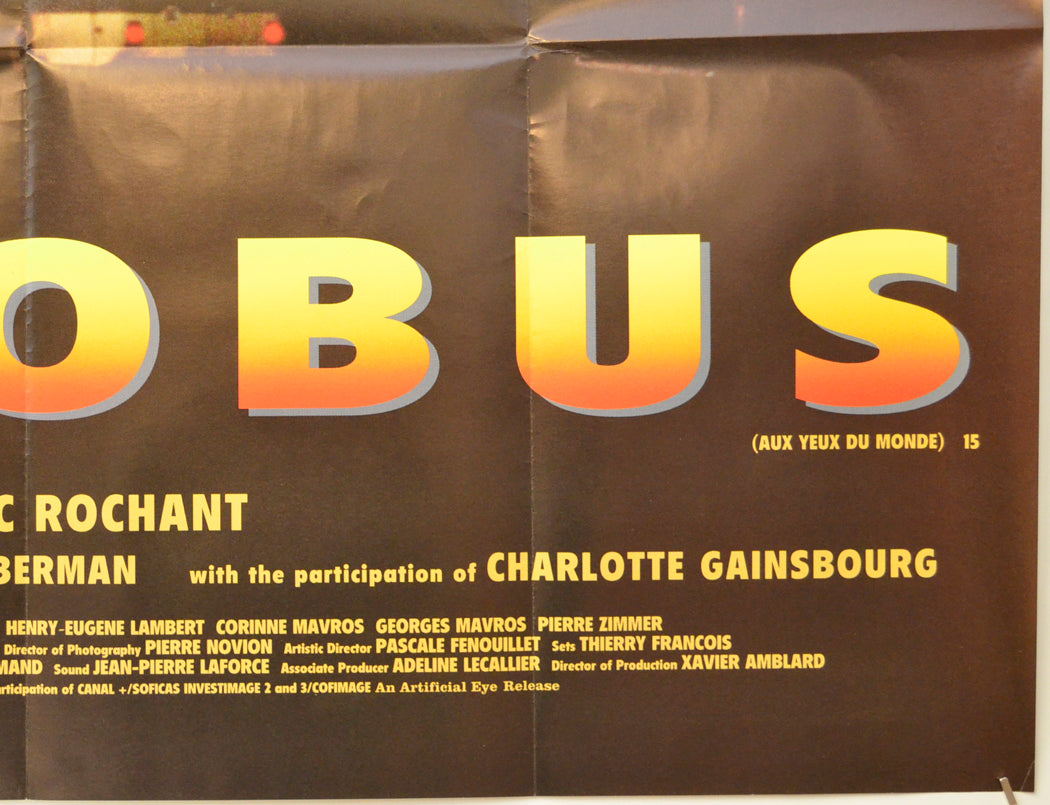 OBUS
(AUX YEUX DU MONDE) 15
C ROCHANT
BERMAN with the participation of CHARLOTTE GAINSBOURG
HENRY-EUGENE LAMBERT CORINNE MAVROS GEORGES MAVROS PIERRE ZIMMER
Director of Photography PIERRE NOVION Artistic Director PASCALE FENOUILLET Sets THIERRY FRANCOIS
MAND Sound JEAN-PIERRE LAFORCE Associate Producer ADELINE LECALLIER Director of Production XAVIER AMBLARD
rticipation of CANAL +/SOFICAS INVESTIMAGE 2 and 3/COFIMAGE An Artificial Eye Release